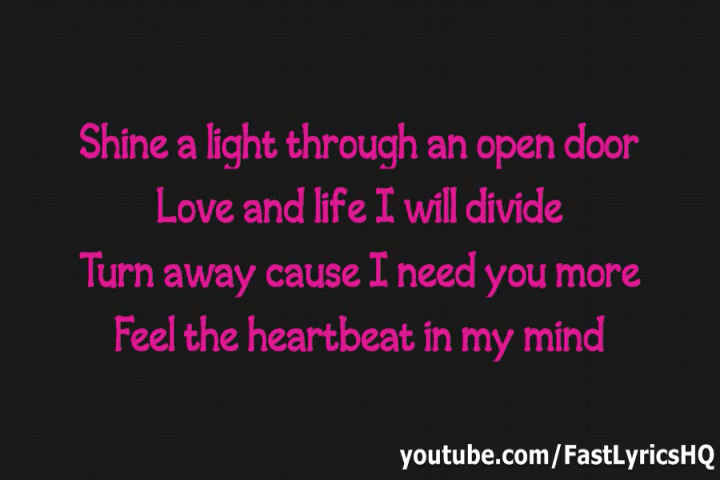 Shine a light through an open door
Love and life I will divide
Turn away cause I need you more
Feel the heartbeat in my mind
youtube.com/FastLyricsHQ